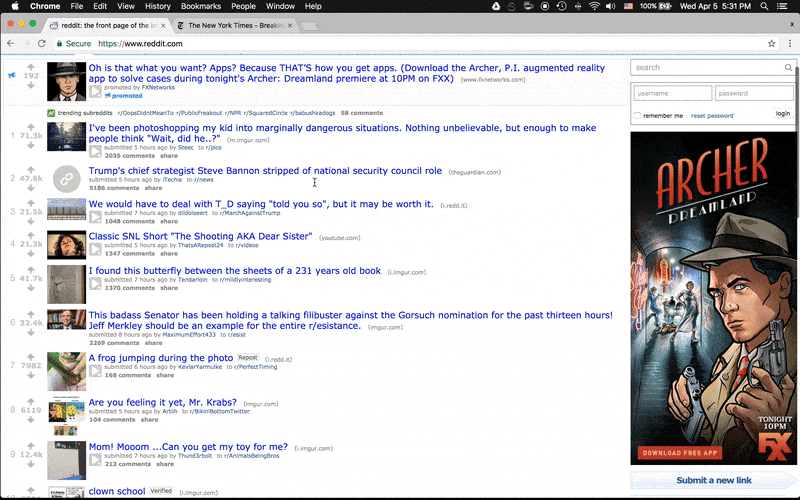 Chrome File Edit View History Bookmarks People Window Help 100% Wed Apr 5 5:31 PM
reddit: the front page of the in
The New York Times - Breakin
Secure https://www.reddit.com
192
Oh is that what you want? Apps? Because THAT'S how you get apps. (Download the Archer, P.I. augmented reality
app to solve cases during tonight's Archer: Dreamland premiere at 10PM on FXX) (www.fxnetworks.com)
promoted by FXNetworks
promoted
trending subreddits r/OopsDidntMeanTo r/PublicFreakout r/NPR r/SquaredCircle r/babushkadogs 58 comments
1 71.3k
I've been photoshopping my kid into marginally dangerous situations. Nothing unbelievable, but enough to make
people think "Wait, did he..?" (m.imgur.com)
submitted 5 hours ago by Steec to r/pics
2035 comments share
2 47.8k
Trump's chief strategist Steve Bannon stripped of national security council role (theguardian.com)
submitted 5 hours ago by iTechie to r/news
5186 comments share
3 21.5k
We would have to deal with T_D saying "told you so", but it may be worth it. (i.redd.it)
submitted 7 hours ago by dildoloeert to r/MarchAgainstTrump
1048 comments share
4 21.3k
Classic SNL Short "The Shooting AKA Dear Sister" (youtube.com)
submitted 5 hours ago by ThatsARepost24 to r/videos
1347 comments share
5 41.7k
I found this butterfly between the sheets of a 231 years old book (i.imgur.com)
submitted 7 hours ago by Tendarloin to r/mildlyinteresting
1370 comments share
6 32.4k
This badass Senator has been holding a talking filibuster against the Gorsuch nomination for the past thirteen hours!
Jeff Merkley should be an example for the entire r/esistance. (imgur.com)
submitted 8 hours ago by MaximumEffort433 to r/esist
2269 comments share
7 7982
A frog jumping during the photo Repost (i.redd.it)
submitted 6 hours ago by KevlarYarmulke to r/PerfectTiming
168 comments share
8 6119
Are you feeling it yet, Mr. Krabs? (imgur.com)
submitted 5 hours ago by Artiih to r/BikiniBottomTwitter
104 comments share
9 12.4k
Mom! Mooom ...Can you get my toy for me? (i.imgur.com)
submitted 5 hours ago by Thund3rbolt to r/AnimalsBeingBros
213 comments share
clown school Verified (i.imgur.com)
search
username password
remember me reset password login
ARCHER
DREAMLAND
TONIGHT
10PM
DOWNLOAD FREE APP
FXX
Submit a new link